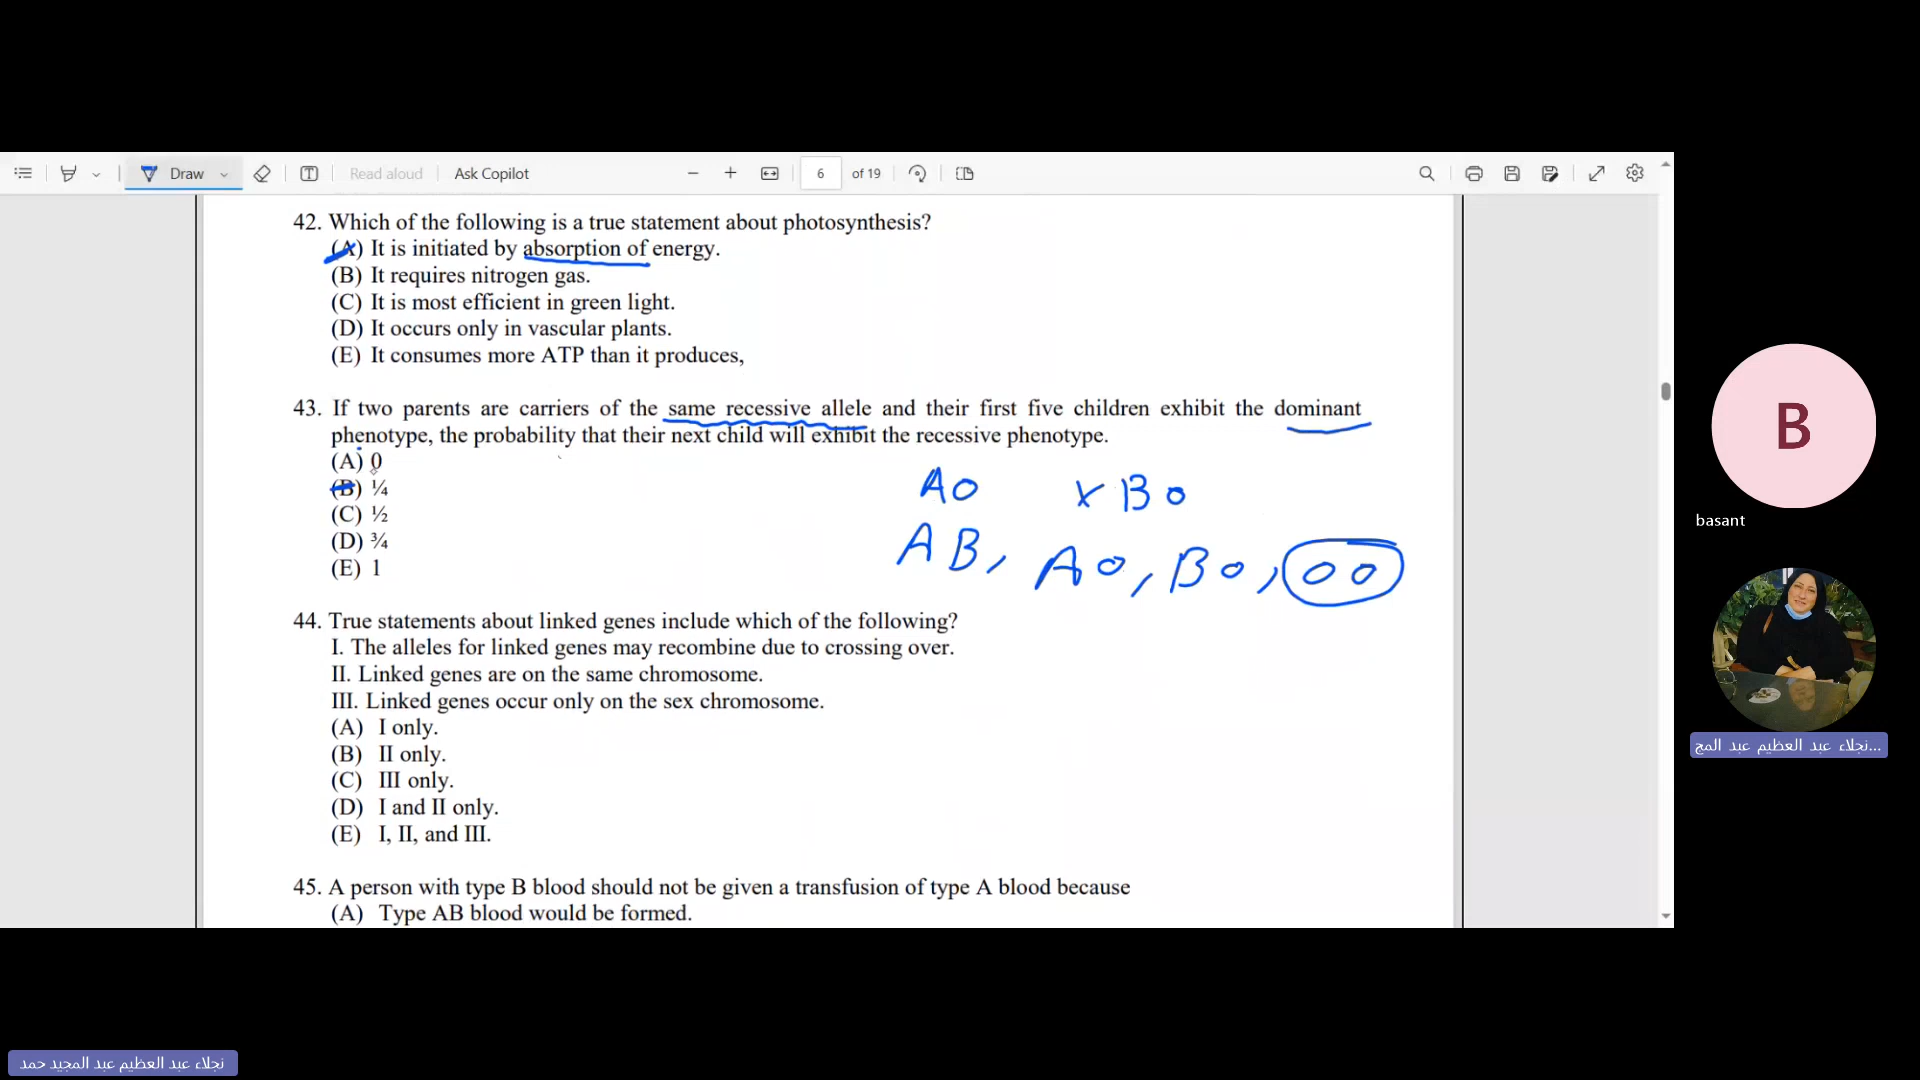 Draw
Read aloud
Ask Copilot
6 of 19
42. Which of the following is a true statement about photosynthesis?
(A) It is initiated by absorption of energy.
(B) It requires nitrogen gas.
(C) It is most efficient in green light.
(D) It occurs only in vascular plants.
(E) It consumes more ATP than it produces,
43. If two parents are carriers of the same recessive allele and their first five children exhibit the dominant
phenotype, the probability that their next child will exhibit the recessive phenotype.
(A) 0
(B) ¼
(C) ½
(D) ¾
(E) 1
Ao x Bo
AB, Ao, Bo, oo
44. True statements about linked genes include which of the following?
I. The alleles for linked genes may recombine due to crossing over.
II. Linked genes are on the same chromosome.
III. Linked genes occur only on the sex chromosome.
(A) I only.
(B) II only.
(C) III only.
(D) I and II only.
(E) I, II, and III.
45. A person with type B blood should not be given a transfusion of type A blood because
(A) Type AB blood would be formed.
B
basant
نجلاء عبد العظيم عبد المج...
نجلاء عبد العظيم عبد المجيد حمد